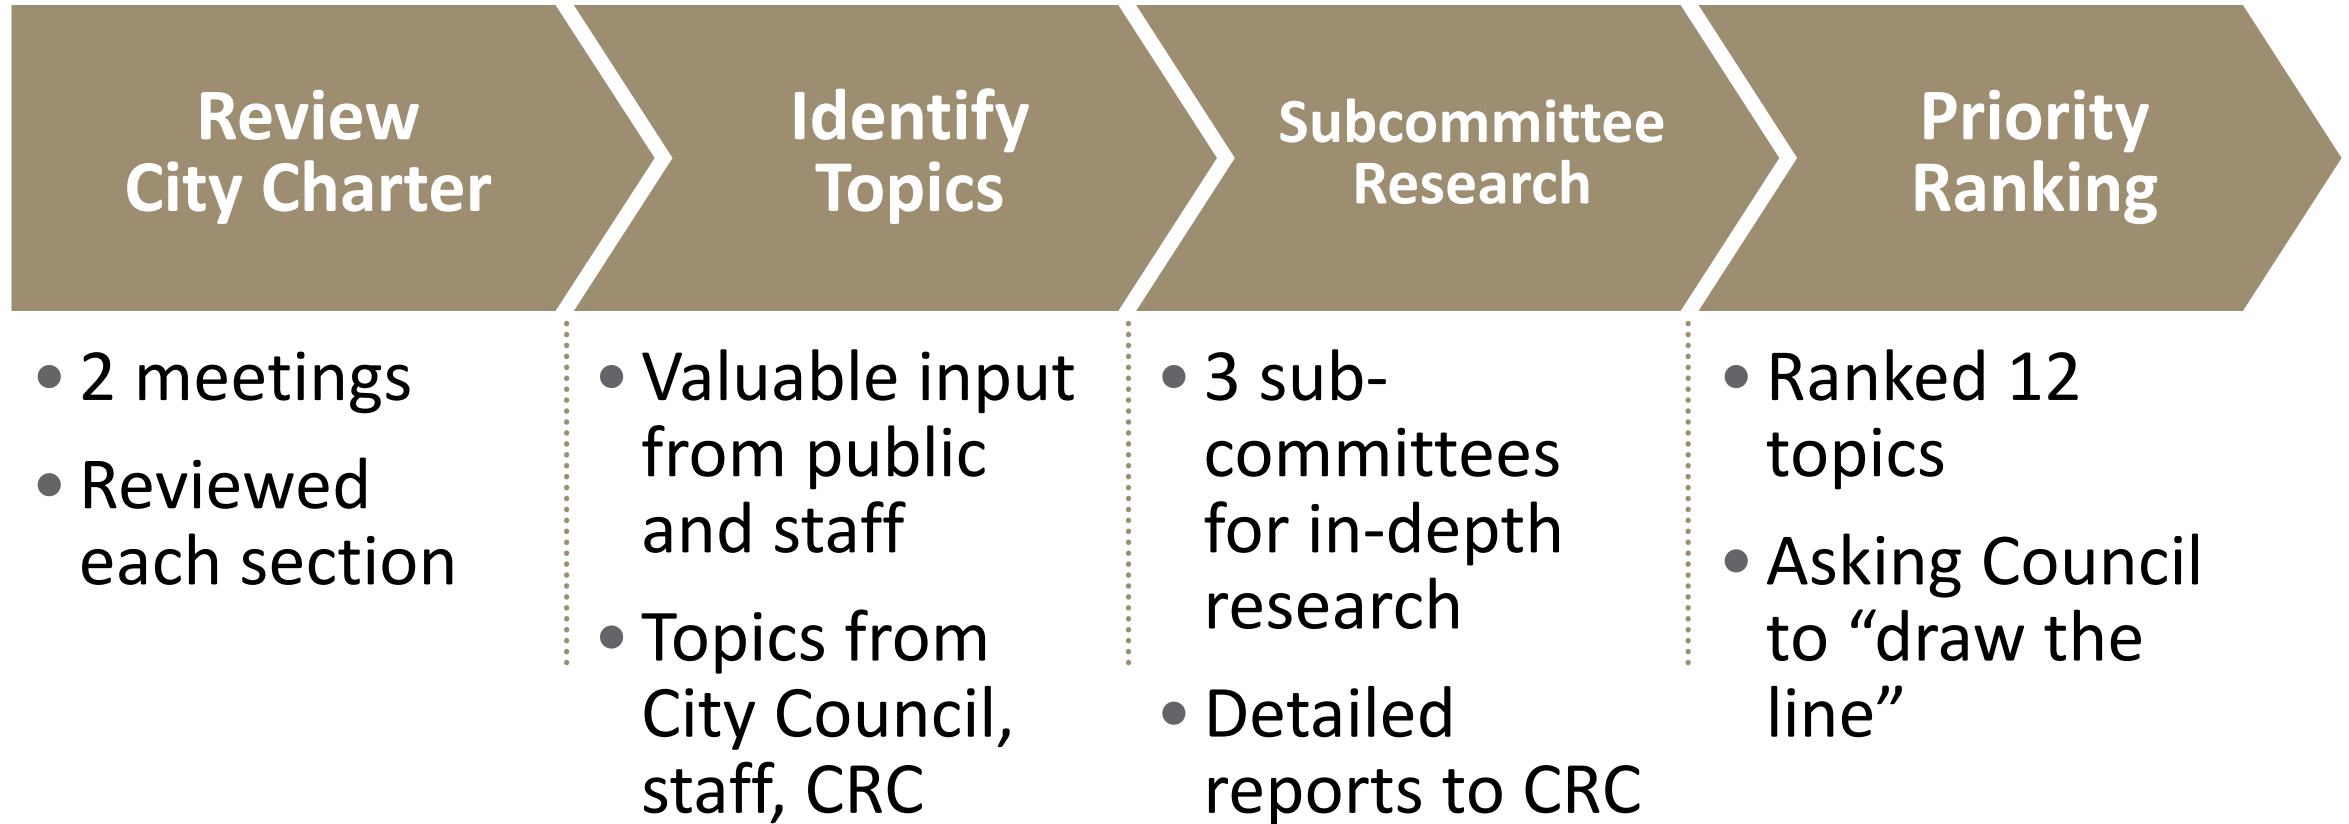 Review
City Charter
• 2 meetings
• Reviewed
each section
Identify
Topics
• Valuable input
from public
and staff
• Topics from
City Council,
staff, CRC
Subcommittee
Research
• 3 sub-
committees
for in-depth
research
• Detailed
reports to CRC
Priority
Ranking
• Ranked 12
topics
• Asking Council
to “draw the
line”